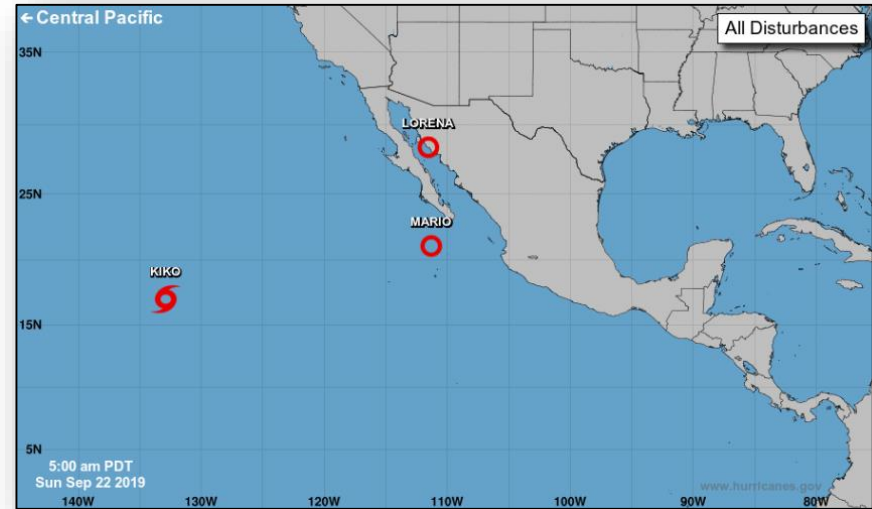 ← Central Pacific
All Disturbances
35N
LORENA
25N
MARIO
KIKO
15N
5N
5:00 am PDT
Sun Sep 22 2019
www.hurricanes.gov
140W 130W 120W 110W 100W 90W 80W